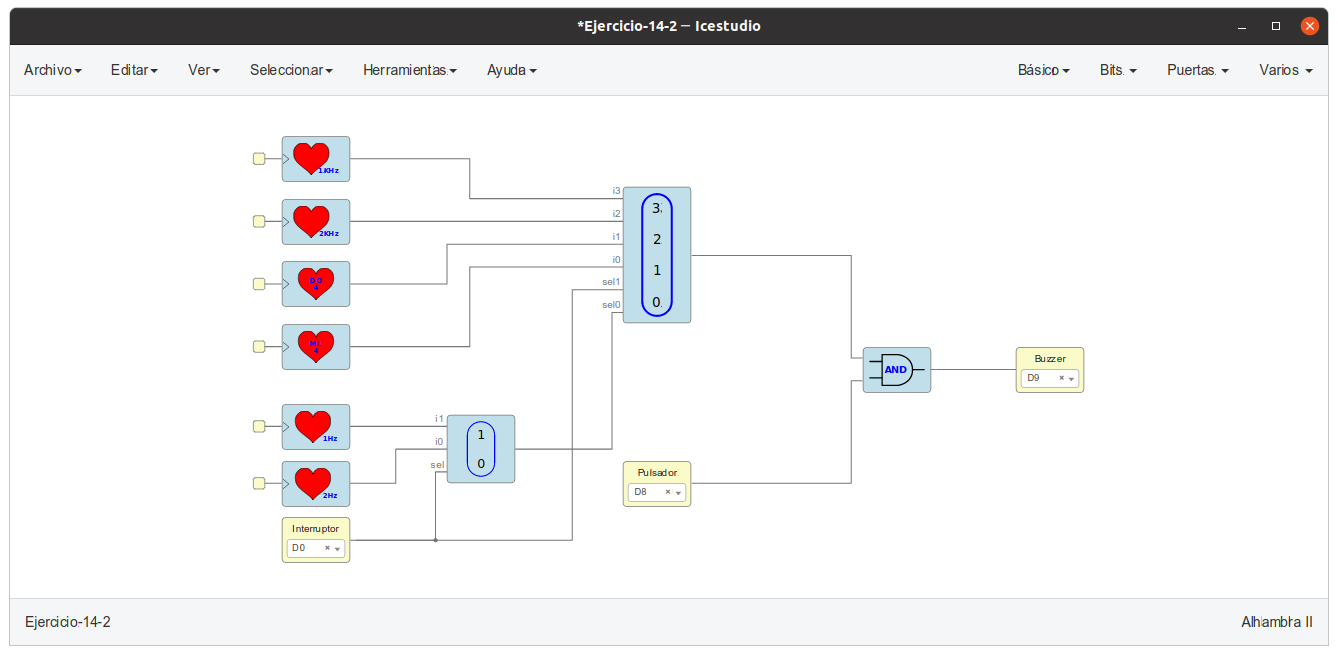 *Ejercicio-14-2 — Icestudio
Archivo Editar Ver Seleccionar Herramientas Ayuda Básico Bits Puertas Varios
1KHz
i3
3
2KHz
i2
i1
2
DO
4
i0
1
sel1
sel0
0
MI
4
AND
Buzzer
D9
1Hz
i1
1
i0
sel
0
Pulsador
D8
2Hz
Interruptor
D0
Ejercicio-14-2 Alhambra II